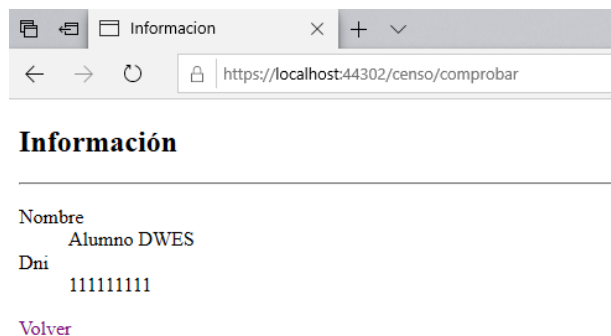 Informacion
https://localhost:44302/censo/comprobar
Información
Nombre
Alumno DWES
Dni
111111111
Volver